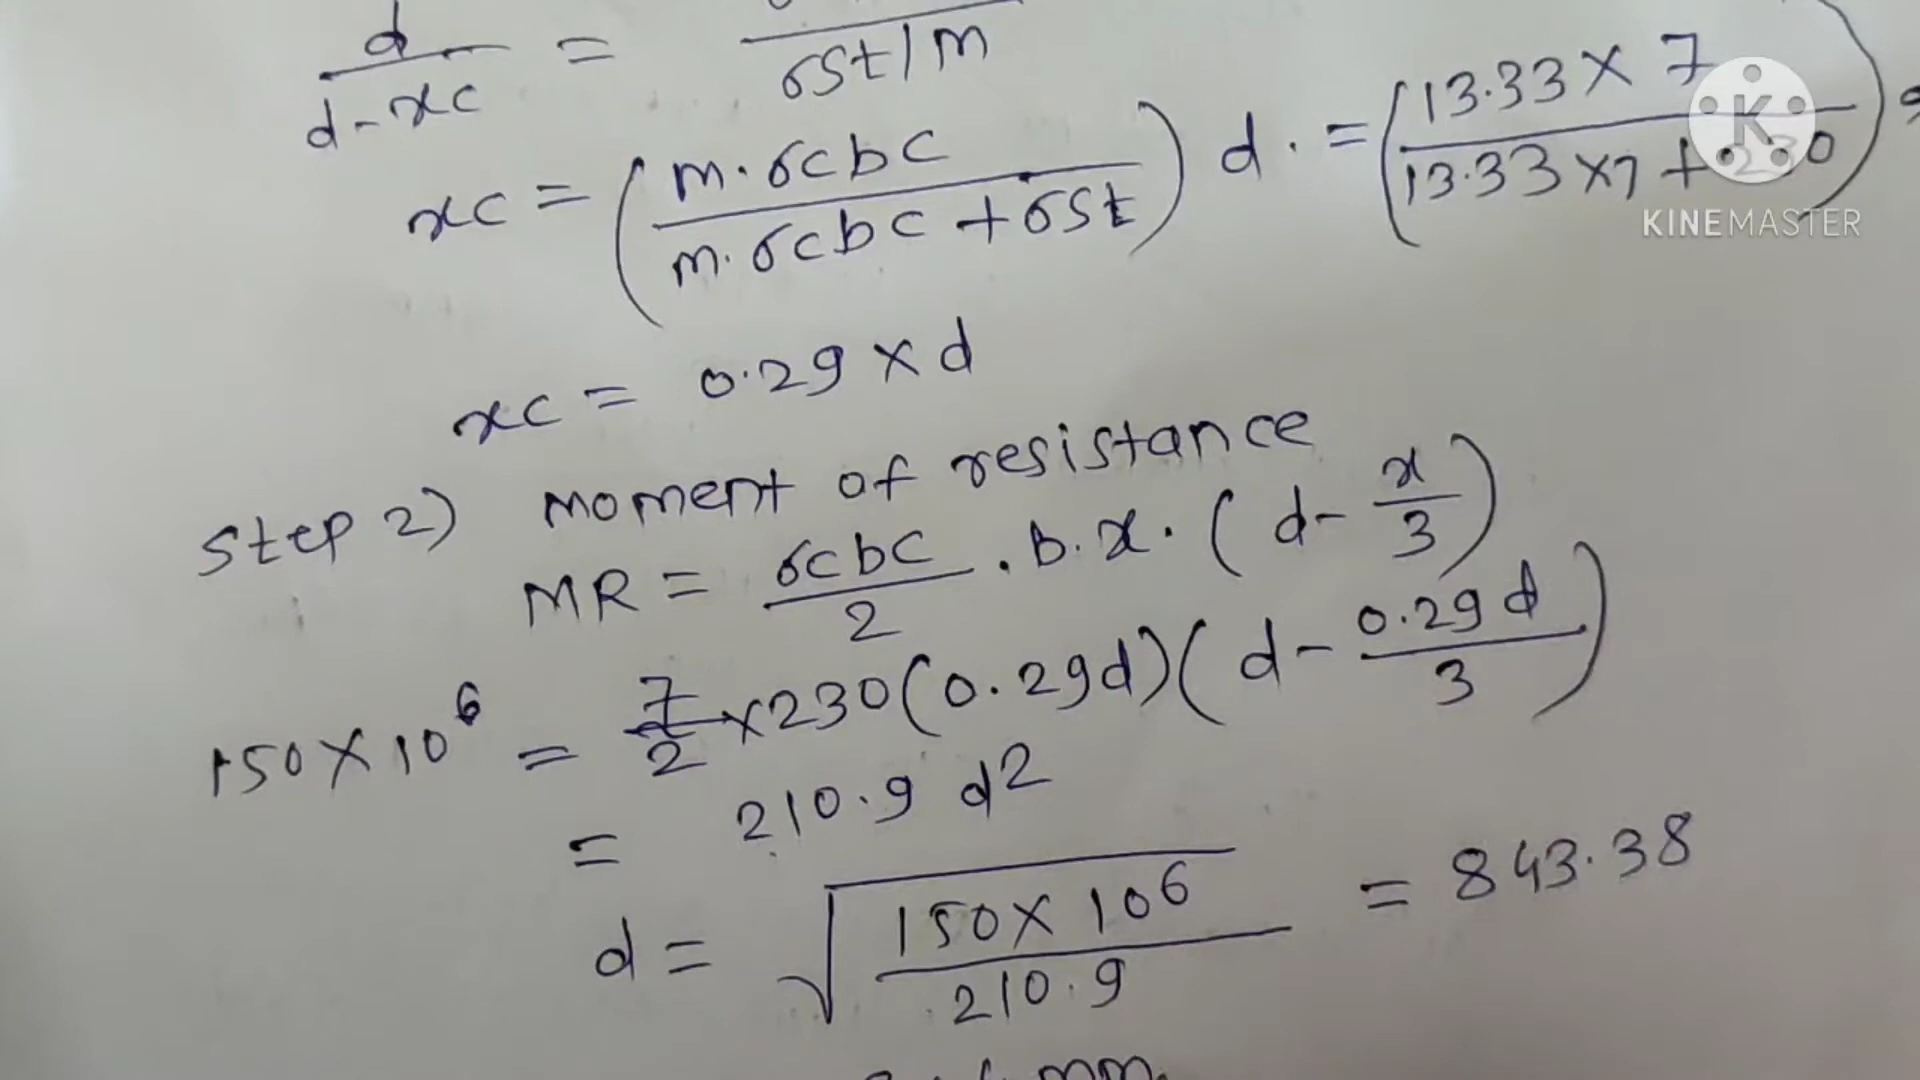 d/(d-xc) = /(σst/m)
xc = (m.σcbc/(m.σcbc+σst)) d. = (13.33×7/(13.33×7+230))
K
KINEMASTER
xc = 0.29×d
Step 2) moment of resistance
MR = σcbc/2 .b.x.(d-x/3)
150×10⁶ = 7/2×230(0.29d)(d-0.29d/3)
= 210.9 d²
d = √(150×10⁶/210.9) = 843.38
mm.